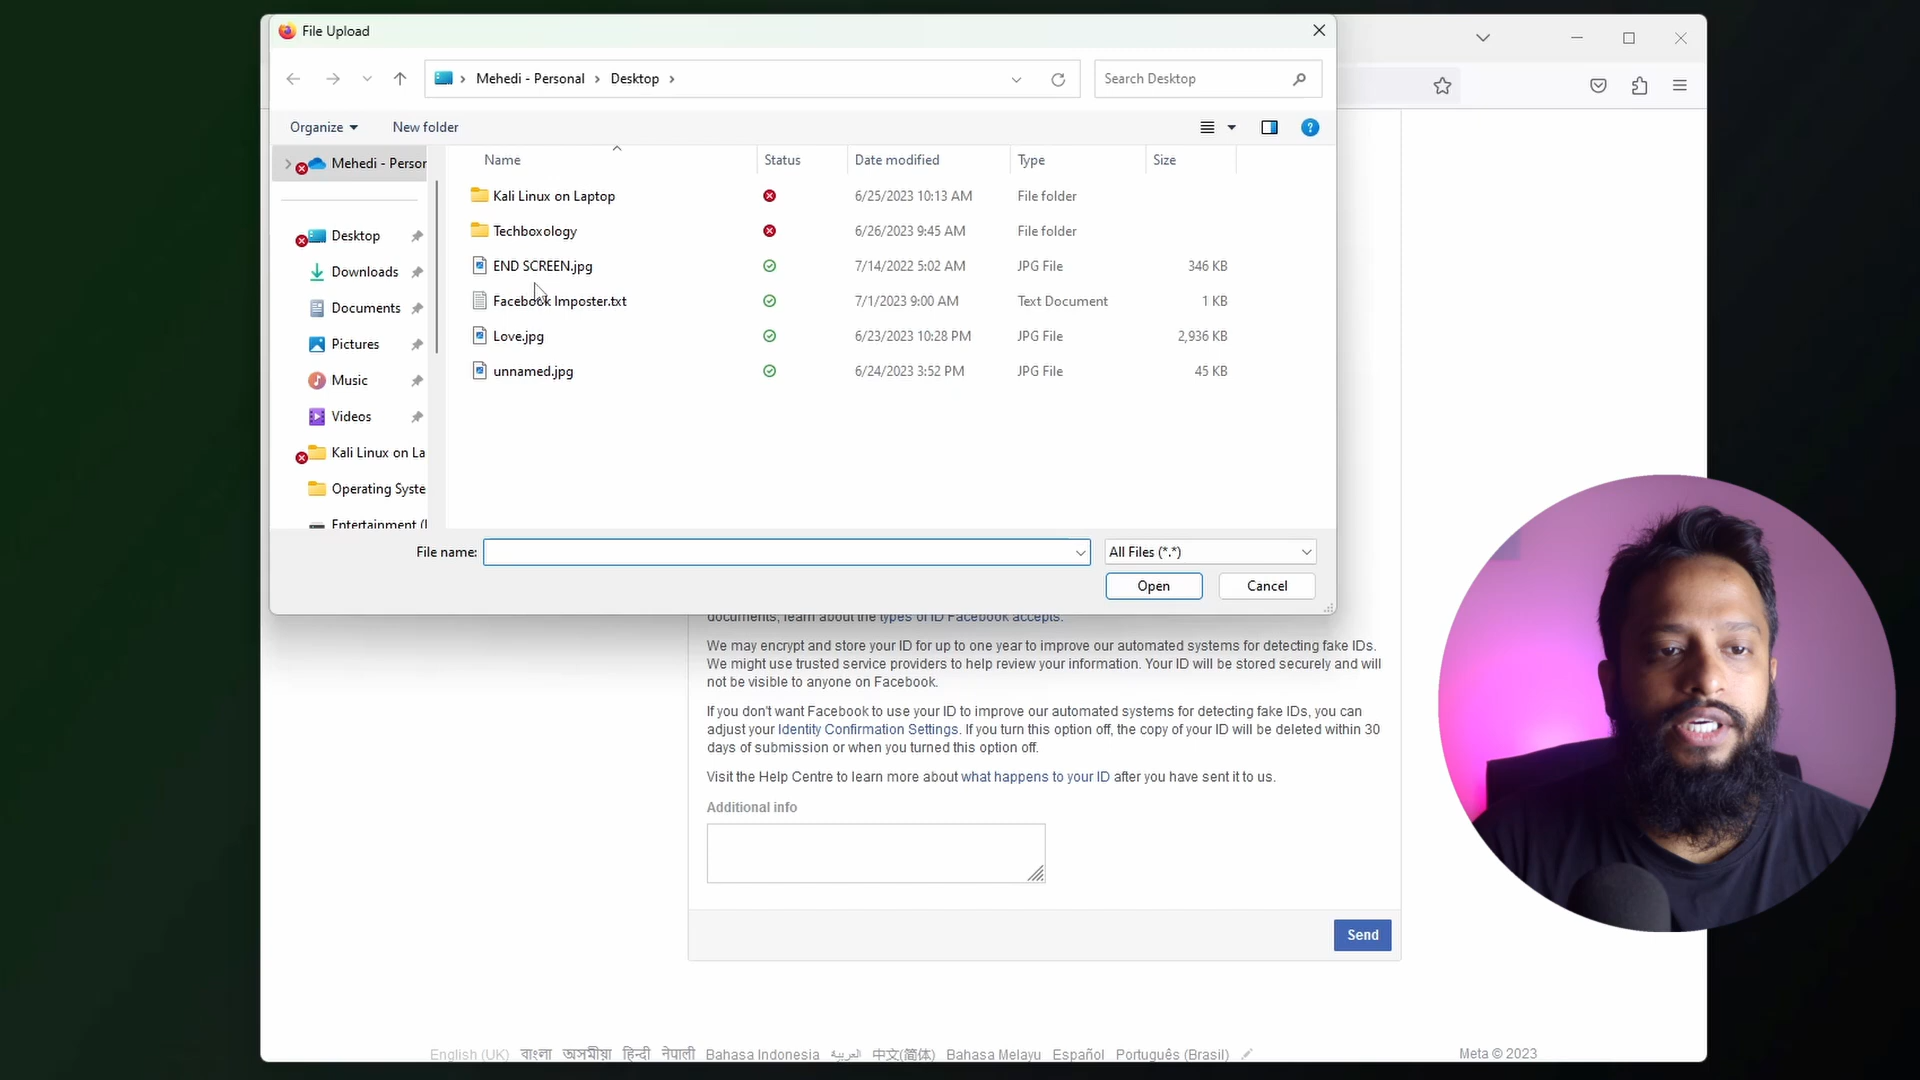 File Upload
Mehedi - Personal
Desktop
Search Desktop
Organize
New folder
Mehedi - Persor
Desktop
Downloads
Documents
Pictures
Music
Videos
Kali Linux on La
Operating Syste
Entertainment (
Name Status Date modified Type Size
Kali Linux on Laptop 6/25/2023 10:13 AM File folder
Techboxology 6/26/2023 9:45 AM File folder
END SCREEN.jpg 7/14/2022 5:02 AM JPG File 346 KB
Facebook Imposter.txt 7/1/2023 9:00 AM Text Document 1 KB
Love.jpg 6/23/2023 10:28 PM JPG File 2,936 KB
unnamed.jpg 6/24/2023 3:52 PM JPG File 45 KB
File name:
All Files (*.*)
Open Cancel
documents, learn about the types of ID Facebook accepts.
We may encrypt and store your ID for up to one year to improve our automated systems for detecting fake IDs.
We might use trusted service providers to help review your information. Your ID will be stored securely and will
not be visible to anyone on Facebook.
If you don't want Facebook to use your ID to improve our automated systems for detecting fake IDs, you can
adjust your Identity Confirmation Settings. If you turn this option off, the copy of your ID will be deleted within 30
days of submission or when you turned this option off.
Visit the Help Centre to learn more about what happens to your ID after you have sent it to us.
Additional info
Send
English (UK) বাংলা অসমীয়া हिन्दी नेपाली Bahasa Indonesia العربية 中文(简体) Bahasa Melayu Español Português (Brasil)
Meta © 2023